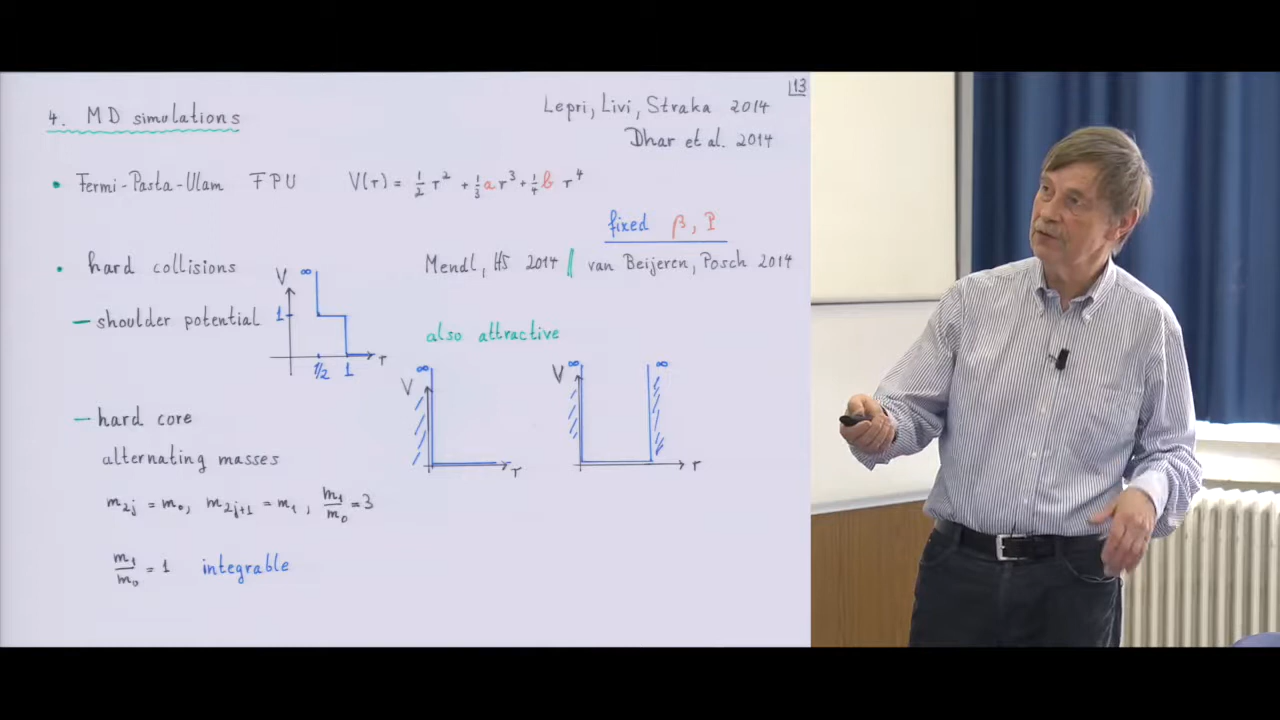 13
4. MD simulations
Lepri, Livi, Straka 2014
Dhar et al. 2014
• Fermi-Pasta-Ulam FPU V(r) = 1/2 r² + 1/3 a r³ + 1/4 b r⁴
fixed β, P
• hard collisions
Mendl, HS 2014 || van Beijeren, Posch 2014
– shoulder potential
V ∞
1
1/2 1 r
also attractive
V ∞
r
V ∞ ∞
r
– hard core
alternating masses
m₂ⱼ = m₀, m₂ⱼ₊₁ = m₁, m₁/m₀ = 3
m₁/m₀ = 1 integrable